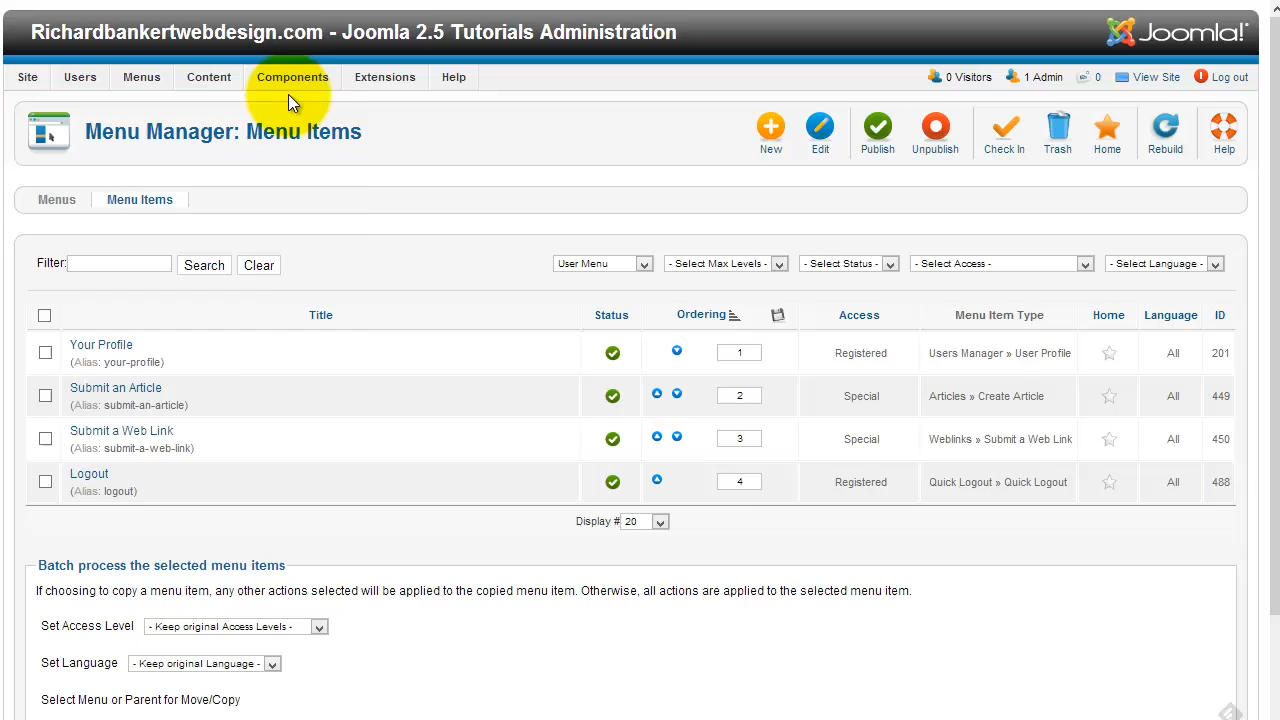 Richardbankertwebdesign.com - Joomla 2.5 Tutorials Administration
Joomla!
Site Users Menus Content Components Extensions Help 0 Visitors 1 Admin 0 View Site Log out
Menu Manager: Menu Items
New Edit Publish Unpublish Check In Trash Home Rebuild Help
Menus Menu Items
Filter: Search Clear User Menu - Select Max Levels - - Select Status - - Select Access - - Select Language -
Title Status Ordering Access Menu Item Type Home Language ID
Your Profile
(Alias: your-profile) 1 Registered Users Manager » User Profile All 201
Submit an Article
(Alias: submit-an-article) 2 Special Articles » Create Article All 449
Submit a Web Link
(Alias: submit-a-web-link) 3 Special Weblinks » Submit a Web Link All 450
Logout
(Alias: logout) 4 Registered Quick Logout » Quick Logout All 488
Display # 20
Batch process the selected menu items
If choosing to copy a menu item, any other actions selected will be applied to the copied menu item. Otherwise, all actions are applied to the selected menu item.
Set Access Level - Keep original Access Levels -
Set Language - Keep original Language -
Select Menu or Parent for Move/Copy